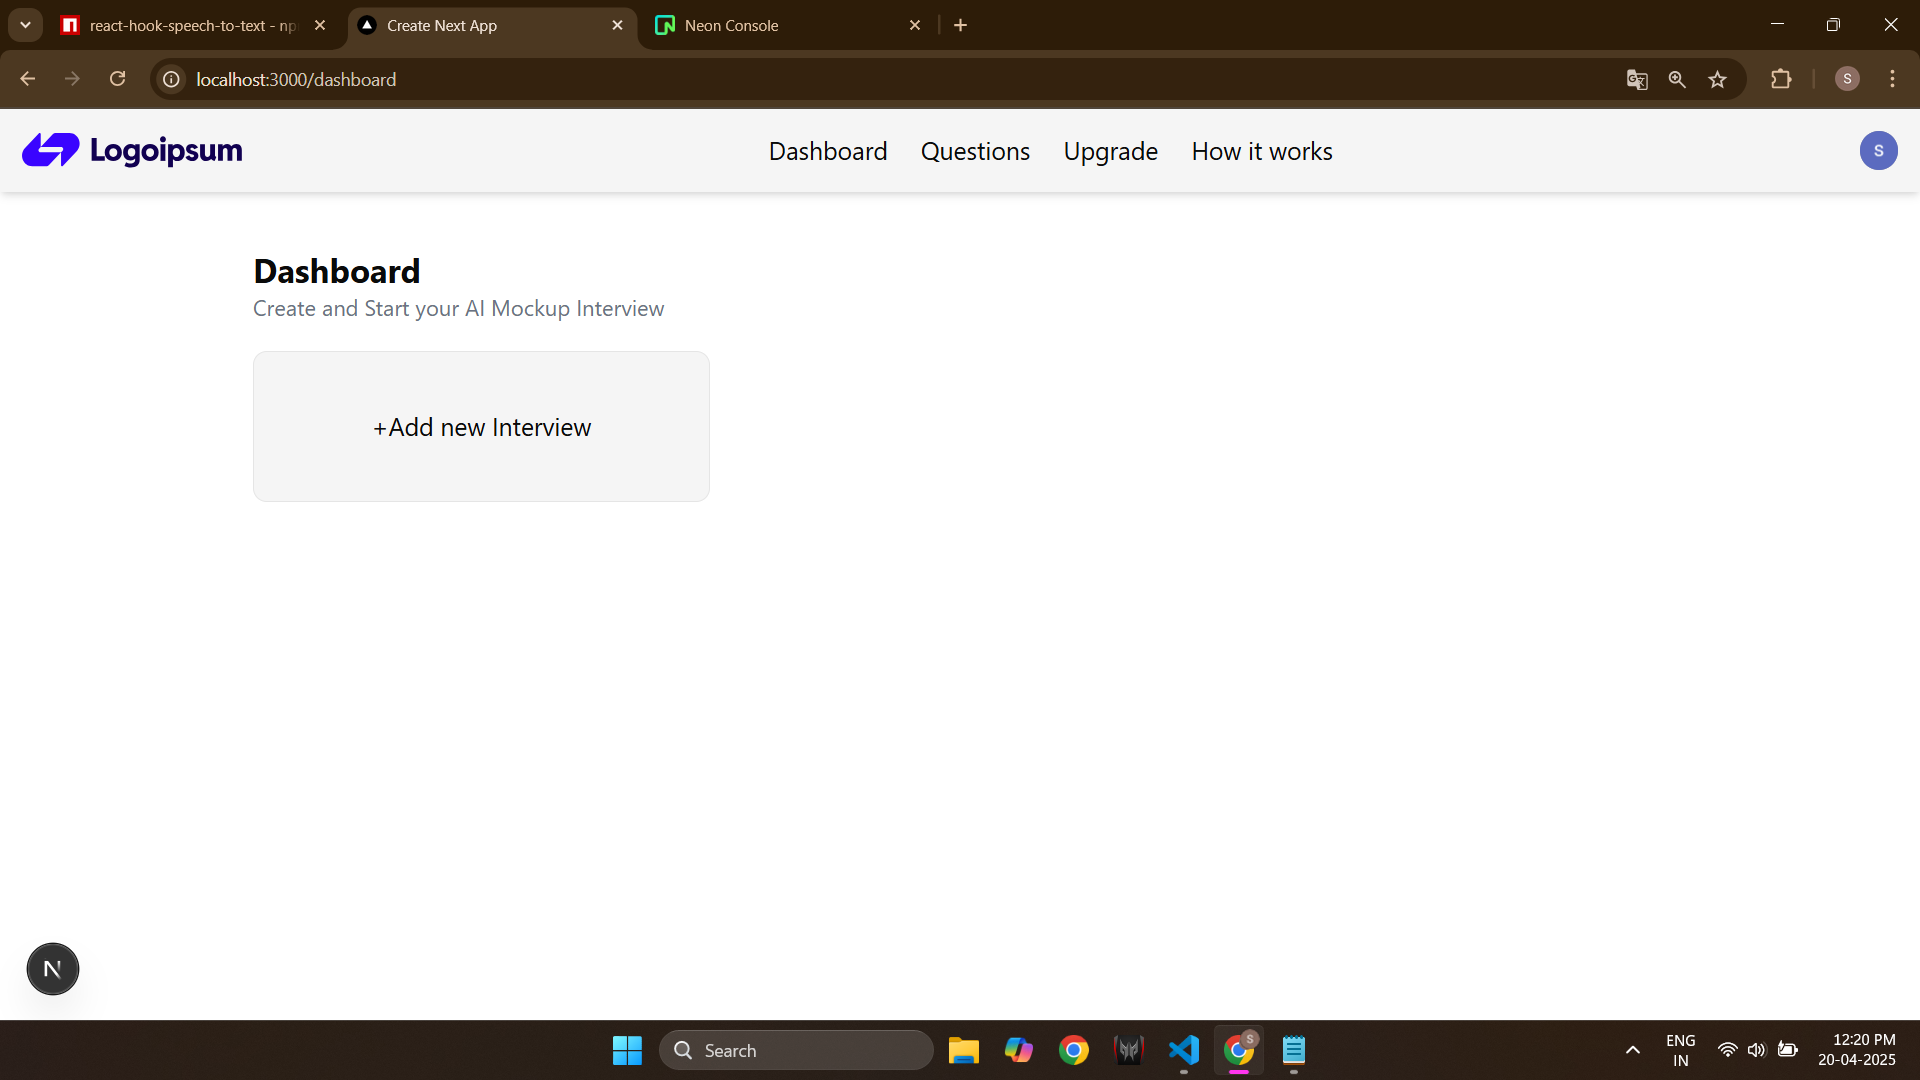 react-hook-speech-to-text - np
Create Next App
Neon Console
localhost:3000/dashboard
S
Logoipsum
Dashboard
Questions
Upgrade
How it works
S
Dashboard
Create and Start your AI Mockup Interview
+Add new Interview
N
Search
S
ENG
IN
12:20 PM
20-04-2025